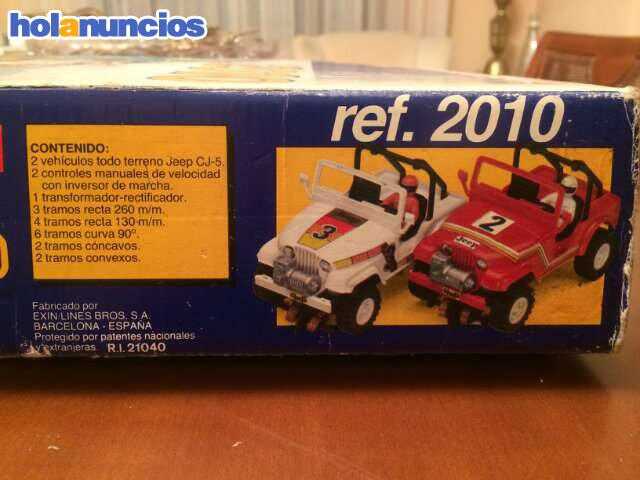 holanuncios
ref. 2010
CONTENIDO:
2 vehículos todo terreno Jeep CJ-5.
2 controles manuales de velocidad
con inversor de marcha.
1 transformador-rectificador.
3 tramos recta 260 m/m.
4 tramos recta 130 m/m.
6 tramos curva 90°.
2 tramos cóncavos.
2 tramos convexos.
3
2
Jeep
Fabricado por
EXIN-LINES BROS. S.A.
BARCELONA - ESPAÑA
Protegido por patentes nacionales
y extranjeras. R.I. 21040